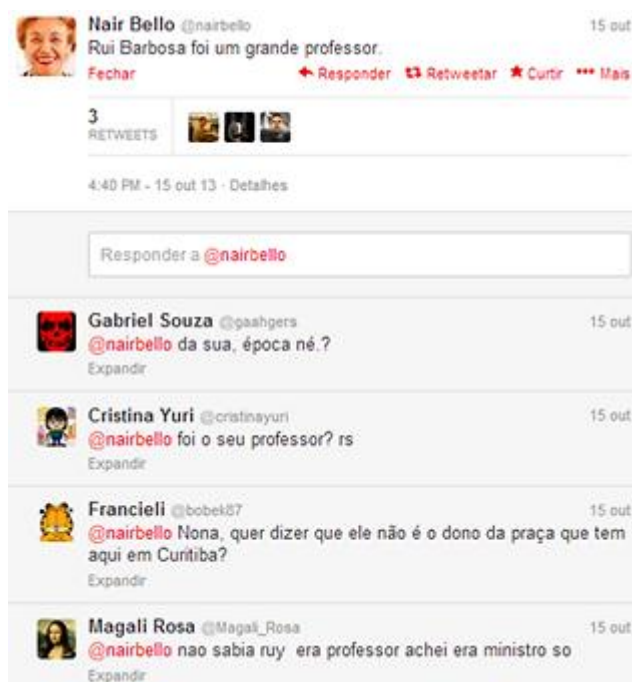 Nair Bello @nairbello 15 out
Rui Barbosa foi um grande professor.
Fechar Responder Retweetar Curtir Mais
3
RETWEETS
4:40 PM - 15 out 13 · Detalhes
Responder a @nairbello
Gabriel Souza @gaahgers 15 out
@nairbello da sua, época né.?
Expandir
Cristina Yuri @cristinayuri 15 out
@nairbello foi o seu professor? rs
Expandir
Francieli @bobek87 15 out
@nairbello Nona, quer dizer que ele não é o dono da praça que tem
aqui em Curitiba?
Expandir
Magali Rosa @Magali_Rosa 15 out
@nairbello nao sabia ruy era professor achei era ministro so
Expandir